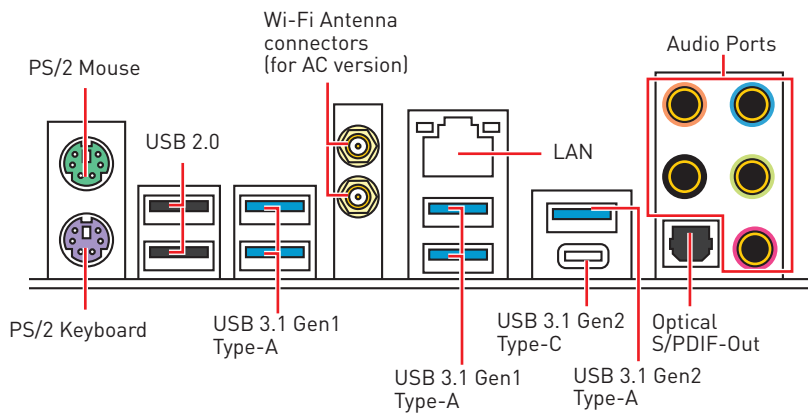 Wi-Fi Antenna
connectors
(for AC version)
Audio Ports
PS/2 Mouse
USB 2.0
LAN
PS/2 Keyboard
USB 3.1 Gen1
Type-A
USB 3.1 Gen2
Type-C
Optical
S/PDIF-Out
USB 3.1 Gen1
Type-A
USB 3.1 Gen2
Type-A